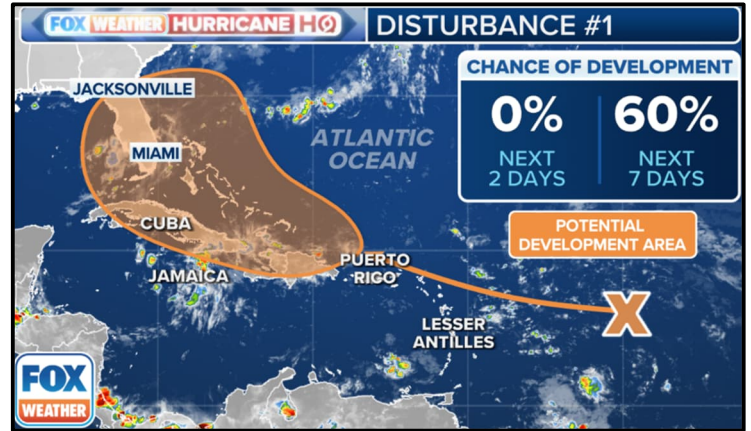 FOX WEATHER HURRICANE HQ
DISTURBANCE #1
CHANCE OF DEVELOPMENT
0%
NEXT
2 DAYS
60%
NEXT
7 DAYS
POTENTIAL
DEVELOPMENT AREA
JACKSONVILLE
MIAMI
ATLANTIC
OCEAN
CUBA
JAMAICA
PUERTO
RICO
LESSER
ANTILLES
X
FOX
WEATHER